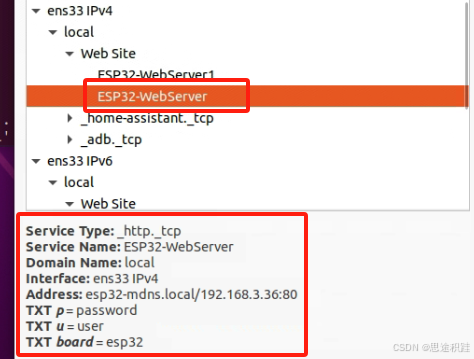 ens33 IPv4
local
Web Site
ESP32-WebServer1
ESP32-WebServer
_home-assistant._tcp
_adb._tcp
ens33 IPv6
local
Web Site
Service Type: _http._tcp
Service Name: ESP32-WebServer
Domain Name: local
Interface: ens33 IPv4
Address: esp32-mdns.local/192.168.3.36:80
TXT p = password
TXT u = user
TXT board = esp32
CSDN @思途积跬